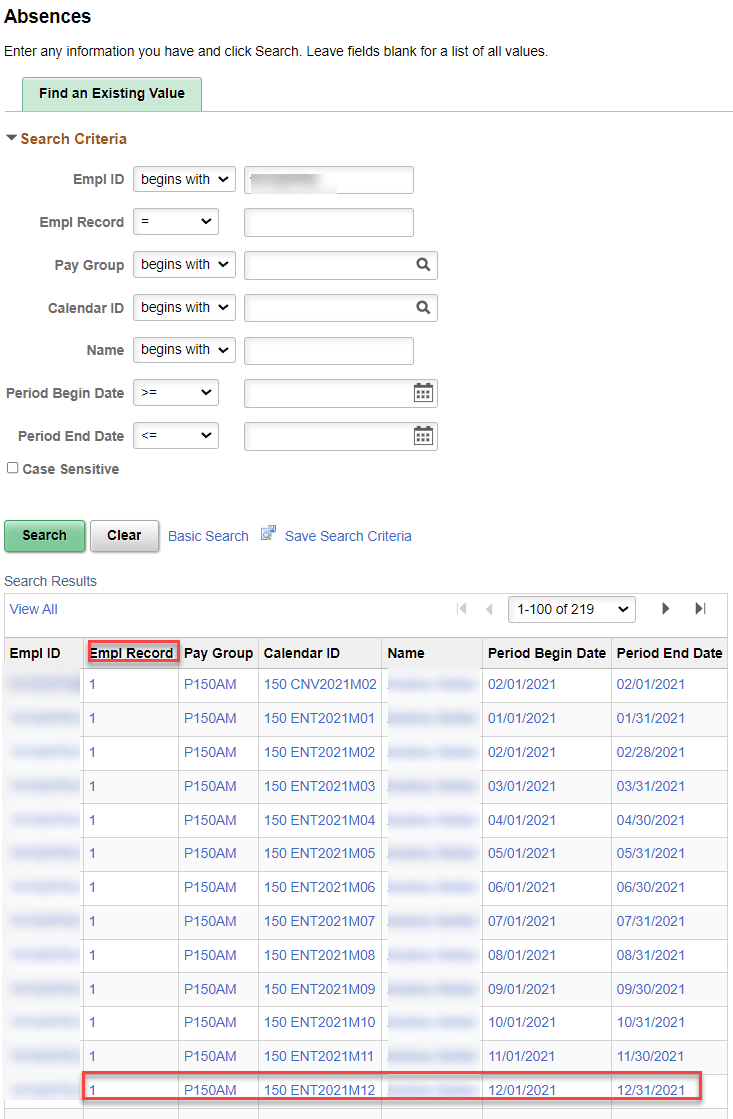 Absences
Enter any information you have and click Search. Leave fields blank for a list of all values.
Find an Existing Value
Search Criteria
Empl ID begins with
Empl Record =
Pay Group begins with
Calendar ID begins with
Name begins with
Period Begin Date >=
Period End Date <=
Case Sensitive
Search Clear Basic Search Save Search Criteria
Search Results
View All 1-100 of 219
Empl ID Empl Record Pay Group Calendar ID Name Period Begin Date Period End Date
1 P150AM 150 CNV2021M02 02/01/2021 02/01/2021
1 P150AM 150 ENT2021M01 01/01/2021 01/31/2021
1 P150AM 150 ENT2021M02 02/01/2021 02/28/2021
1 P150AM 150 ENT2021M03 03/01/2021 03/31/2021
1 P150AM 150 ENT2021M04 04/01/2021 04/30/2021
1 P150AM 150 ENT2021M05 05/01/2021 05/31/2021
1 P150AM 150 ENT2021M06 06/01/2021 06/30/2021
1 P150AM 150 ENT2021M07 07/01/2021 07/31/2021
1 P150AM 150 ENT2021M08 08/01/2021 08/31/2021
1 P150AM 150 ENT2021M09 09/01/2021 09/30/2021
1 P150AM 150 ENT2021M10 10/01/2021 10/31/2021
1 P150AM 150 ENT2021M11 11/01/2021 11/30/2021
1 P150AM 150 ENT2021M12 12/01/2021 12/31/2021